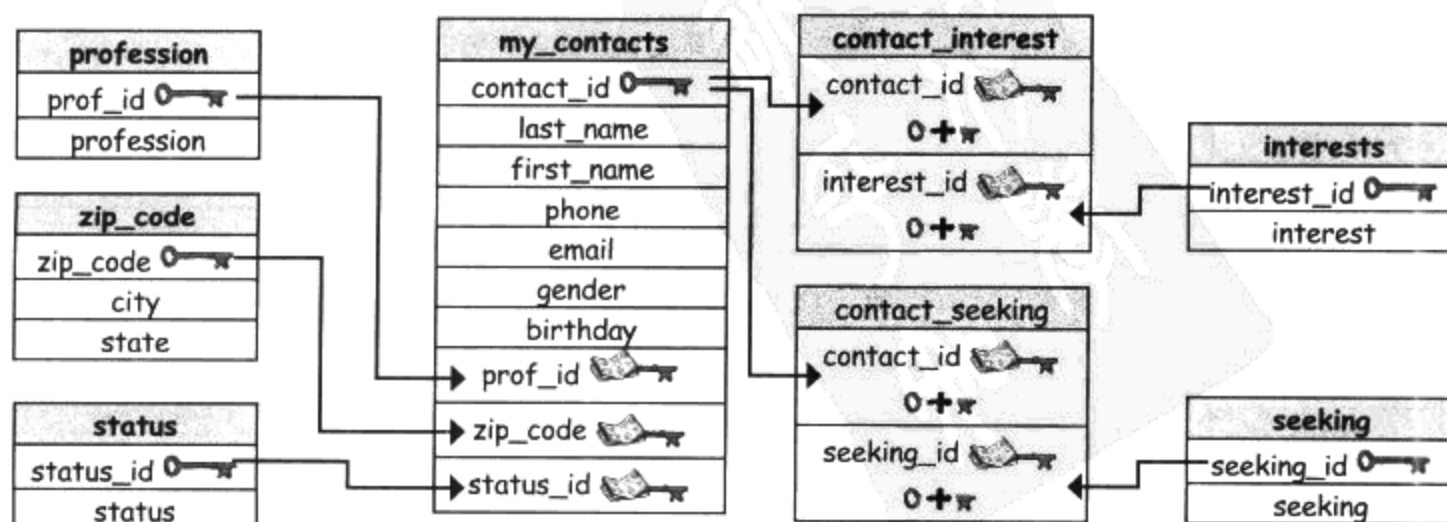 profession
prof_id
profession
zip_code
zip_code
city
state
status
status_id
status
my_contacts
contact_id
last_name
first_name
phone
email
gender
birthday
prof_id
zip_code
status_id
contact_interest
contact_id
interest_id
contact_seeking
contact_id
seeking_id
interests
interest_id
interest
seeking
seeking_id
seeking